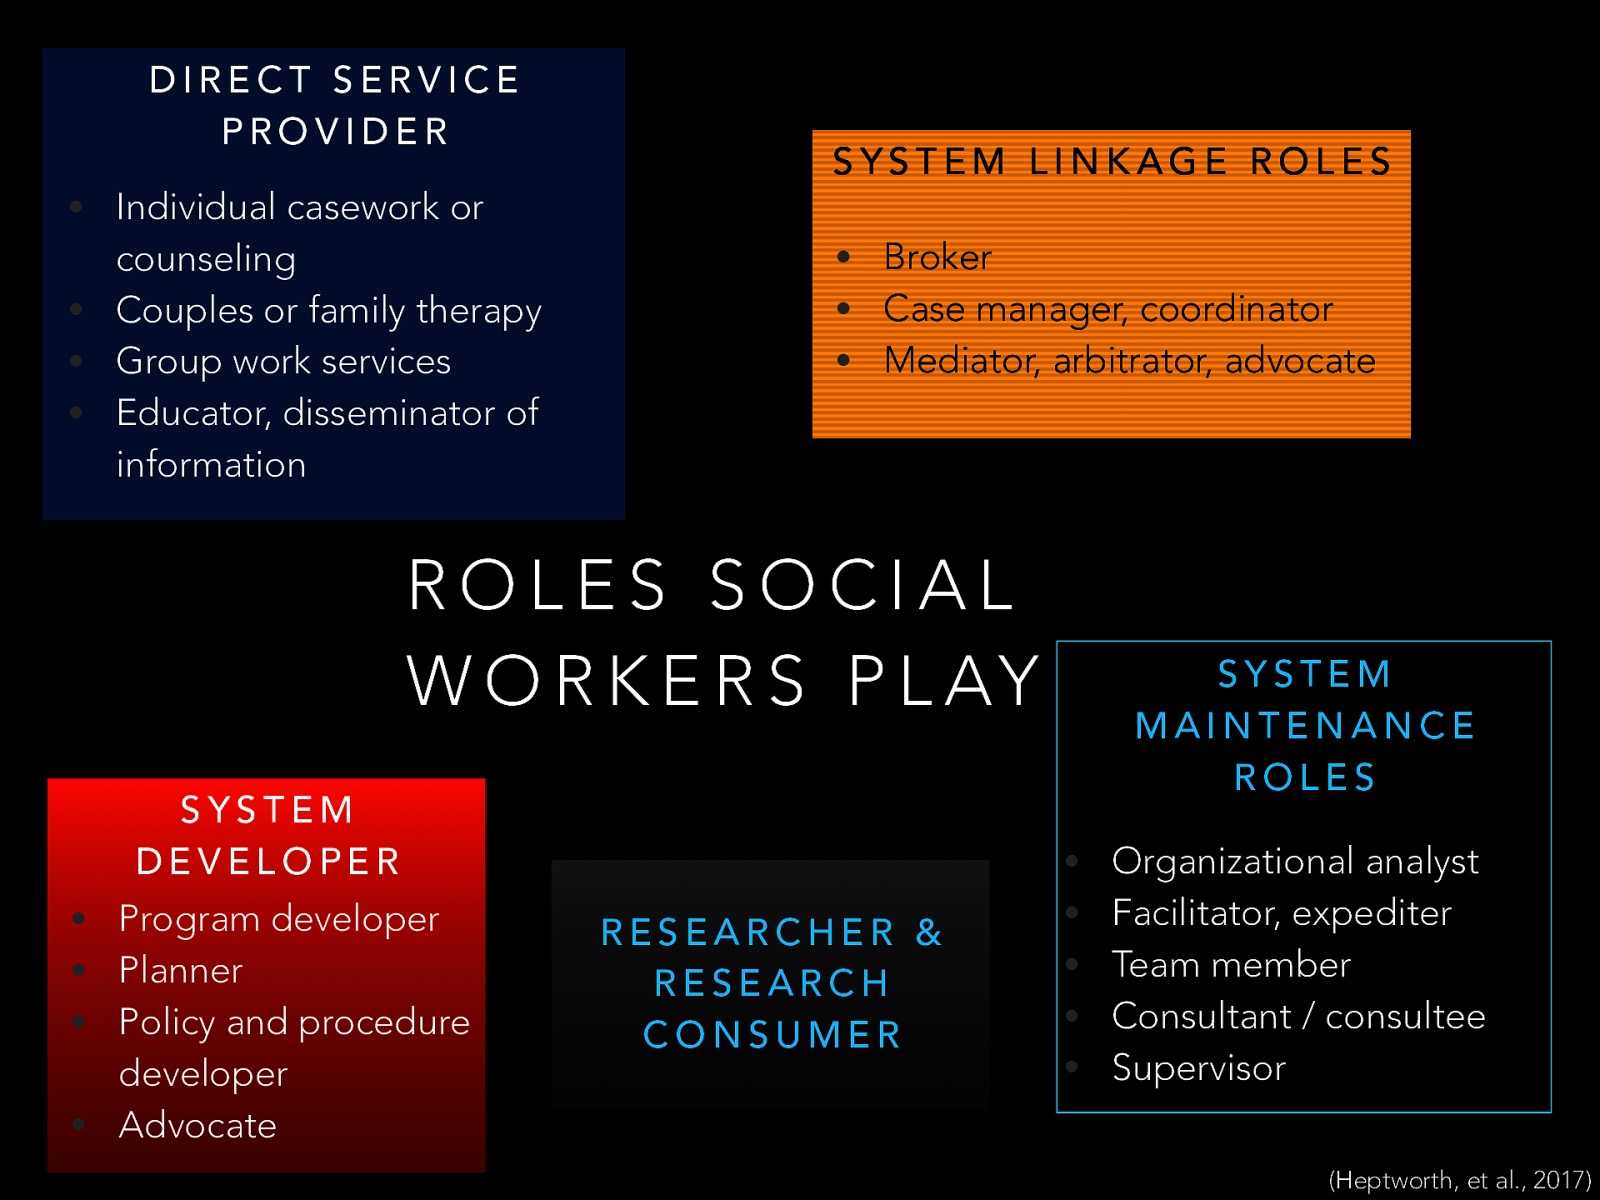 DIRECT SERVICE
PROVIDER
• Individual casework or
counseling
• Couples or family therapy
• Group work services
• Educator, disseminator of
information
SYSTEM LINKAGE ROLES
• Broker
• Case manager, coordinator
• Mediator, arbitrator, advocate
ROLES SOCIAL
WORKERS PLAY
SYSTEM
DEVELOPER
• Program developer
• Planner
• Policy and procedure
developer
• Advocate
RESEARCHER &
RESEARCH
CONSUMER
SYSTEM
MAINTENANCE
ROLES
• Organizational analyst
• Facilitator, expediter
• Team member
• Consultant / consultee
• Supervisor
(Heptworth, et al., 2017)